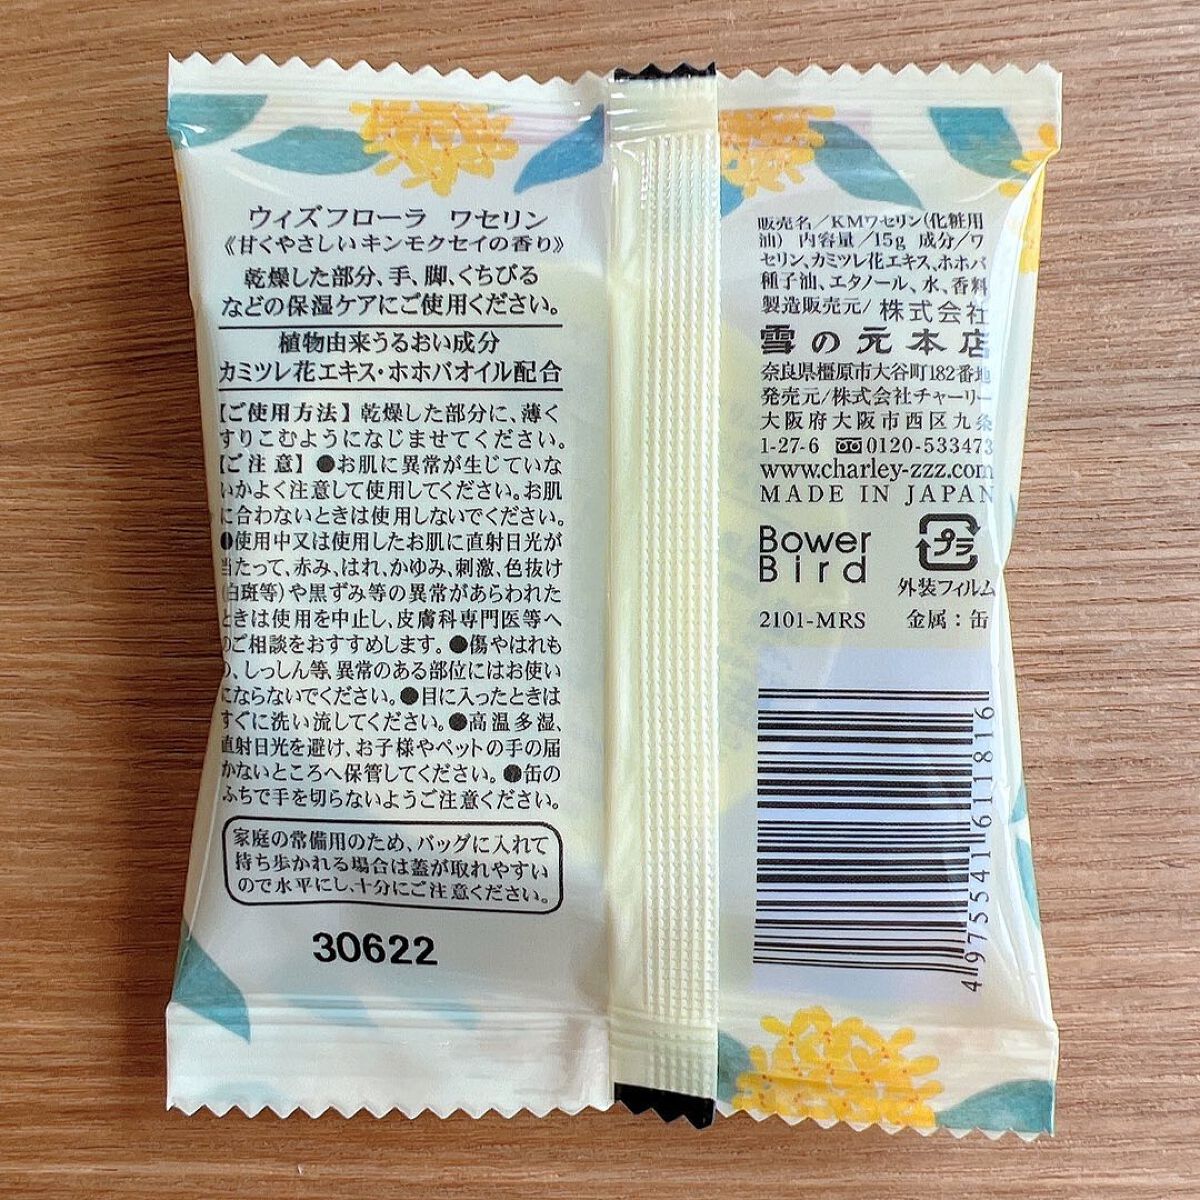 ウィズフローラ ワセリン
《甘くやさしいキンモクセイの香り》
乾燥した部分、手、脚、くちびる
などの保湿ケアにご使用ください。
植物由来うるおい成分
カミツレ花エキス・ホホバオイル配合
【ご使用方法】乾燥した部分に、薄く
すりこむようになじませてください。
【ご注意】●お肌に異常が生じていな
いかよく注意して使用してください。お肌
に合わないときは使用しないでください。
●使用中又は使用したお肌に直射日光が
当たって、赤み、はれ、かゆみ、刺激、色抜け
(白斑等)や黒ずみ等の異常があらわれた
ときは使用を中止し、皮膚科専門医等へ
のご相談をおすすめします。●傷やはれも
の、しっしん等、異常のある部位にはお使い
にならないでください。●目に入ったときは
すぐに洗い流してください。●高温多湿、
直射日光を避け、お子様やペットの手の届
かないところへ保管してください。●缶の
ふちで手を切らないようご注意ください。
家庭の常備用のため、バッグに入れて
持ち歩かれる場合は蓋が取れやすい
ので水平にし、十分にご注意ください。
30622
販売名/KMワセリン(化粧用
油) 内容量/15g 成分/ワ
セリン、カミツレ花エキス、ホホバ
種子油、エタノール、水、香料
製造販売元/株式会社
雪の元本店
奈良県橿原市大谷町182番地
発売元/株式会社チャーリー
大阪府大阪市西区九条
1-27-6 0120-533473
www.charley-zzz.com
MADE IN JAPAN
Bower
Bird
プラ
外装フィルム
2101-MRS 金属:缶
4975541611816